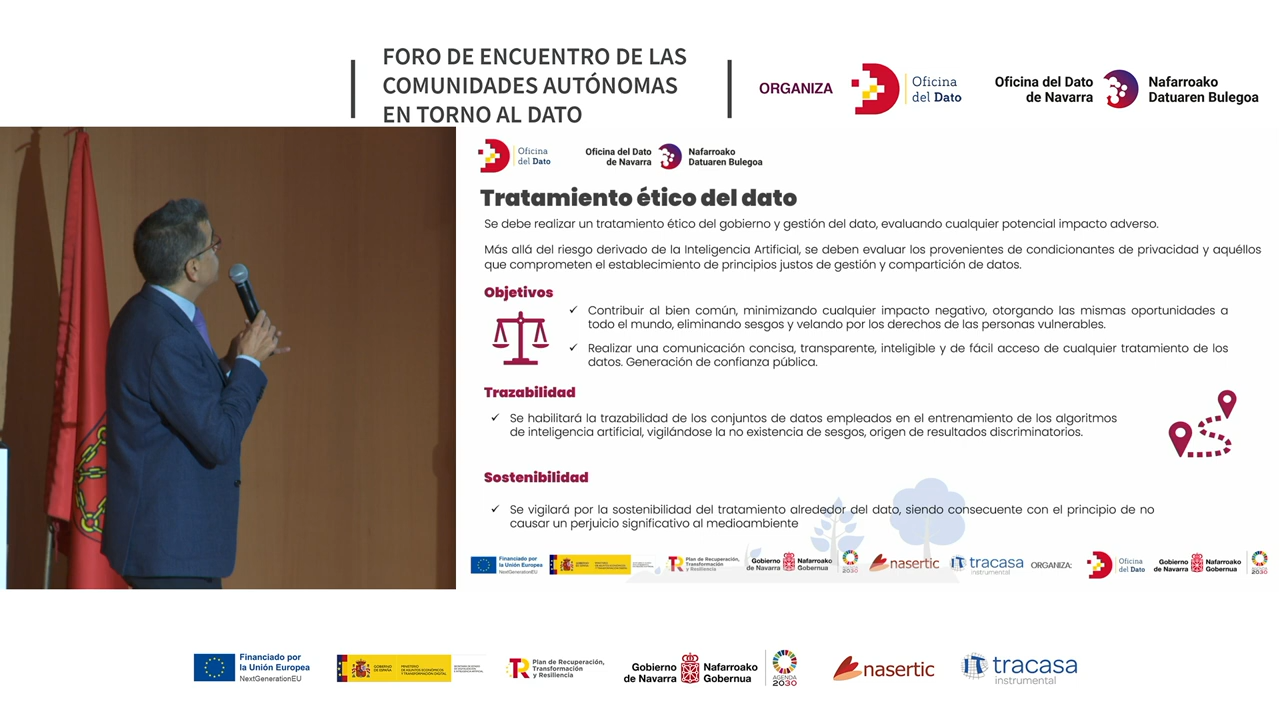 FORO DE ENCUENTRO DE LAS
COMUNIDADES AUTÓNOMAS
EN TORNO AL DATO
ORGANIZA
Oficina
del Dato
Oficina del Dato
de Navarra
Nafarroako
Datuaren Bulegoa
Oficina
del Dato
Oficina del Dato
de Navarra
Nafarroako
Datuaren Bulegoa
Tratamiento ético del dato
Se debe realizar un tratamiento ético del gobierno y gestión del dato, evaluando cualquier potencial impacto adverso.
Más allá del riesgo derivado de la Inteligencia Artificial, se deben evaluar los provenientes de condicionantes de privacidad y aquéllos
que comprometen el establecimiento de principios justos de gestión y compartición de datos.
Objetivos
✓ Contribuir al bien común, minimizando cualquier impacto negativo, otorgando las mismas oportunidades a
todo el mundo, eliminando sesgos y velando por los derechos de las personas vulnerables.
✓ Realizar una comunicación concisa, transparente, inteligible y de fácil acceso de cualquier tratamiento de los
datos. Generación de confianza pública.
Trazabilidad
✓ Se habilitará la trazabilidad de los conjuntos de datos empleados en el entrenamiento de los algoritmos
de inteligencia artificial, vigilándose la no existencia de sesgos, origen de resultados discriminatorios.
Sostenibilidad
✓ Se vigilará por la sostenibilidad del tratamiento alrededor del dato, siendo consecuente con el principio de no
causar un perjuicio significativo al medioambiente
Financiado por
la Unión Europea
NextGenerationEU
Plan de Recuperación,
Transformación
y Resiliencia
Gobierno
de Navarra
Nafarroako
Gobernua
2030
nasertic
tracasa
instrumental
ORGANIZA:
Oficina
del Dato
Gobierno
de Navarra
Nafarroako
Gobernua
2030
Financiado por
la Unión Europea
NextGenerationEU
Plan de Recuperación,
Transformación
y Resiliencia
Gobierno
de Navarra
Nafarroako
Gobernua
AGENDA
2030
nasertic
tracasa
instrumental